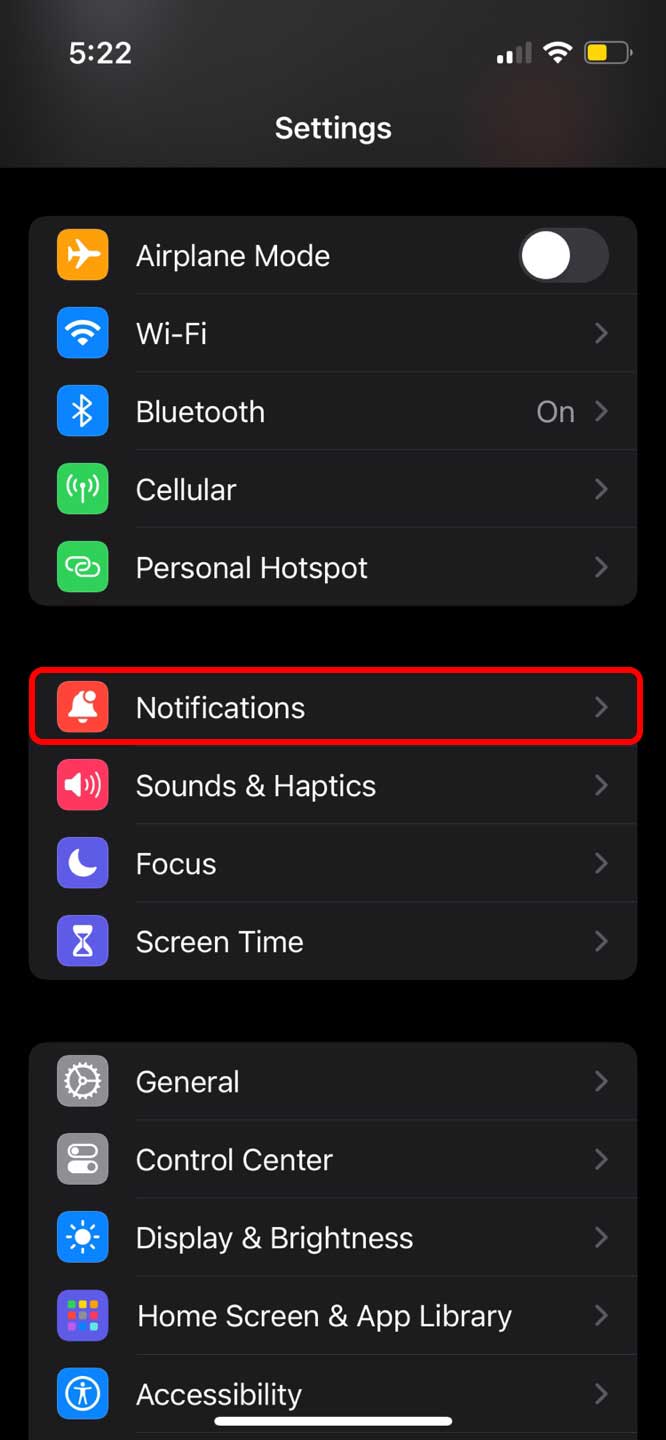 5:22
Settings
Airplane Mode
Wi-Fi
Bluetooth On
Cellular
Personal Hotspot
Notifications
Sounds & Haptics
Focus
Screen Time
General
Control Center
Display & Brightness
Home Screen & App Library
Accessibility